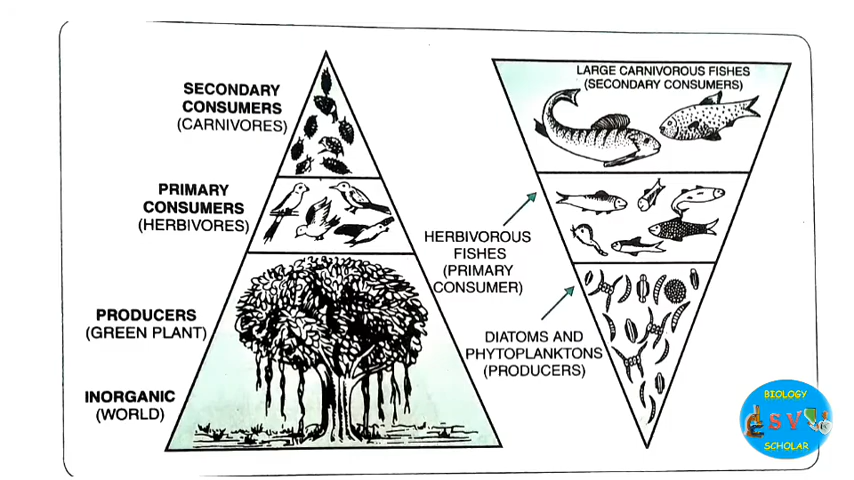 SECONDARY
CONSUMERS
(CARNIVORES)
PRIMARY
CONSUMERS
(HERBIVORES)
PRODUCERS
(GREEN PLANT)
INORGANIC
(WORLD)
LARGE CARNIVOROUS FISHES
(SECONDARY CONSUMERS)
HERBIVOROUS
FISHES
(PRIMARY
CONSUMER)
DIATOMS AND
PHYTOPLANKTONS
(PRODUCERS)
BIOLOGY
S V
SCHOLAR